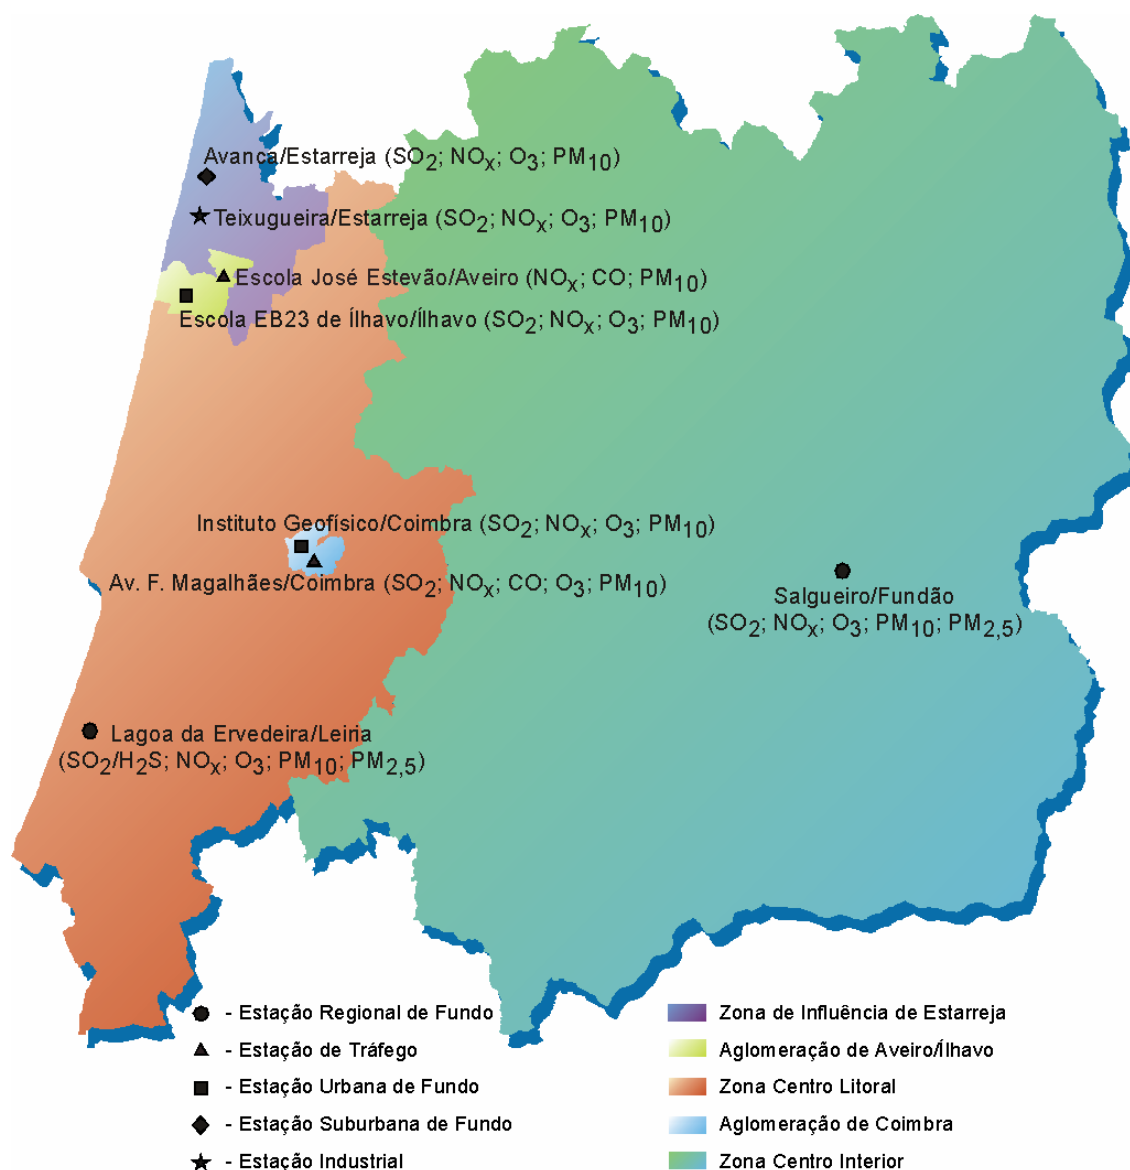 Avanca/Estarreja (SO2; NOx; O3; PM10)
Teixugueira/Estarreja (SO2; NOx; O3; PM10)
Escola José Estevão/Aveiro (NOx; CO; PM10)
Escola EB23 de Ílhavo/Ílhavo (SO2; NOx; O3; PM10)
Instituto Geofísico/Coimbra (SO2; NOx; O3; PM10)
Av. F. Magalhães/Coimbra (SO2; NOx; CO; O3; PM10)
Salgueiro/Fundão
(SO2; NOx; O3; PM10; PM2,5)
Lagoa da Ervedeira/Leiria
(SO2/H2S; NOx; O3; PM10; PM2,5)
- Estação Regional de Fundo
- Estação de Tráfego
- Estação Urbana de Fundo
- Estação Suburbana de Fundo
- Estação Industrial
Zona de Influência de Estarreja
Aglomeração de Aveiro/Ílhavo
Zona Centro Litoral
Aglomeração de Coimbra
Zona Centro Interior